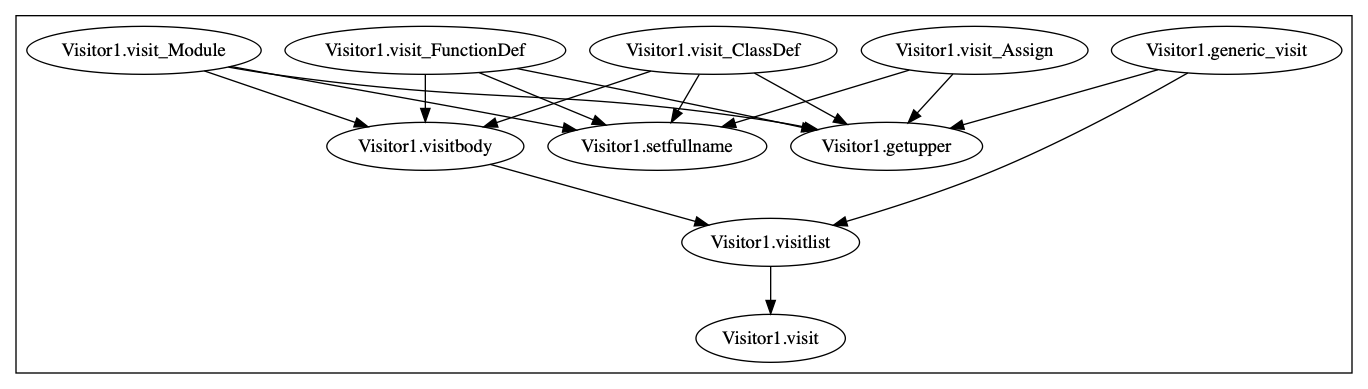 Visitor1.visit_Module
Visitor1.visit_FunctionDef
Visitor1.visit_ClassDef
Visitor1.visit_Assign
Visitor1.generic_visit
Visitor1.visitbody
Visitor1.setfullname
Visitor1.getupper
Visitor1.visitlist
Visitor1.visit